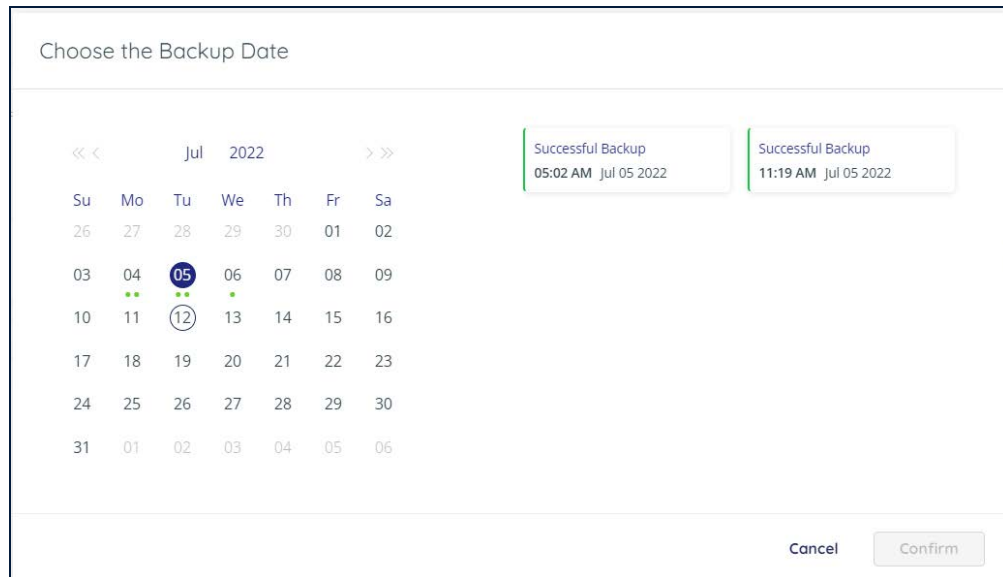 Choose the Backup Date
« < Jul 2022 > »
Su Mo Tu We Th Fr Sa
26 27 28 29 30 01 02
03 04 05 06 07 08 09
10 11 12 13 14 15 16
17 18 19 20 21 22 23
24 25 26 27 28 29 30
31 01 02 03 04 05 06
Successful Backup
05:02 AM Jul 05 2022
Successful Backup
11:19 AM Jul 05 2022
Cancel Confirm